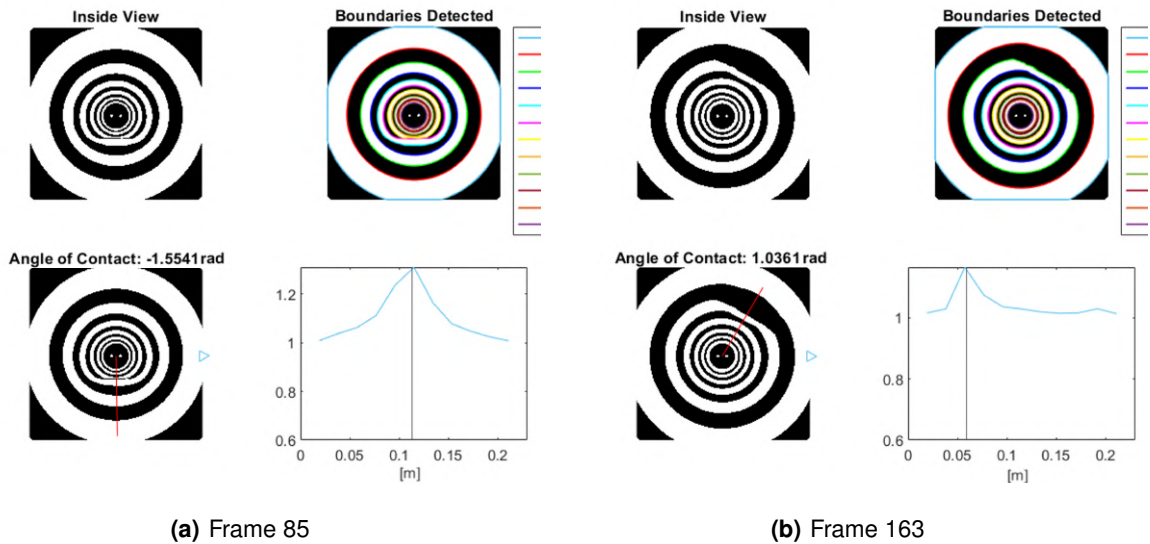 Inside View
Boundaries Detected
Angle of Contact: -1.5541rad
1.2
1
0.8
0.6
0
0.05
0.1
0.15
0.2
[m]
(a) Frame 85
Inside View
Boundaries Detected
Angle of Contact: 1.0361rad
1
0.8
0.6
0
0.05
0.1
0.15
0.2
[m]
(b) Frame 163